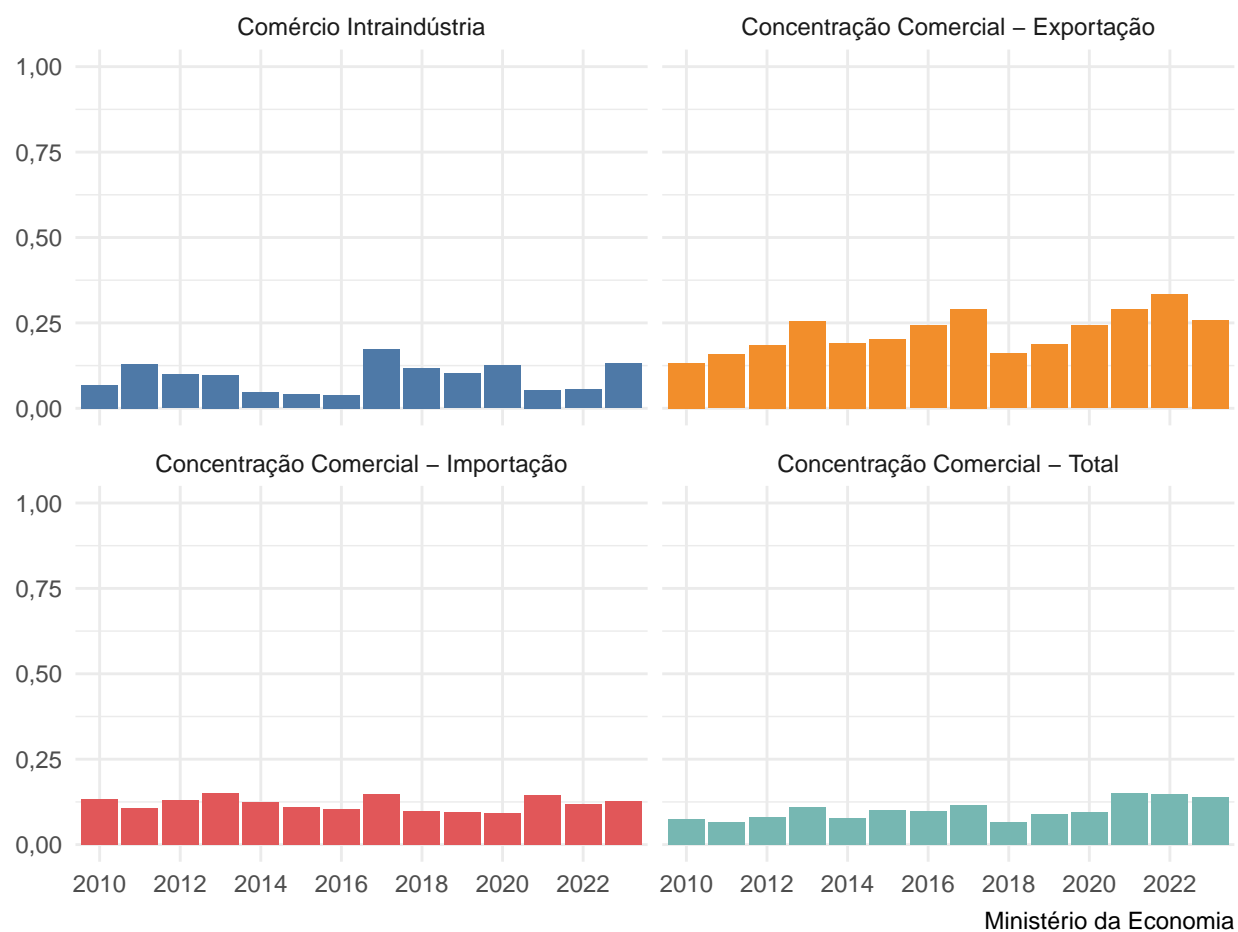 Comércio Intraindústria
Concentração Comercial – Exportação
1,00
0,75
0,50
0,25
0,00
Concentração Comercial – Importação
Concentração Comercial – Total
1,00
0,75
0,50
0,25
0,00
2010 2012 2014 2016 2018 2020 2022
2010 2012 2014 2016 2018 2020 2022
Ministério da Economia